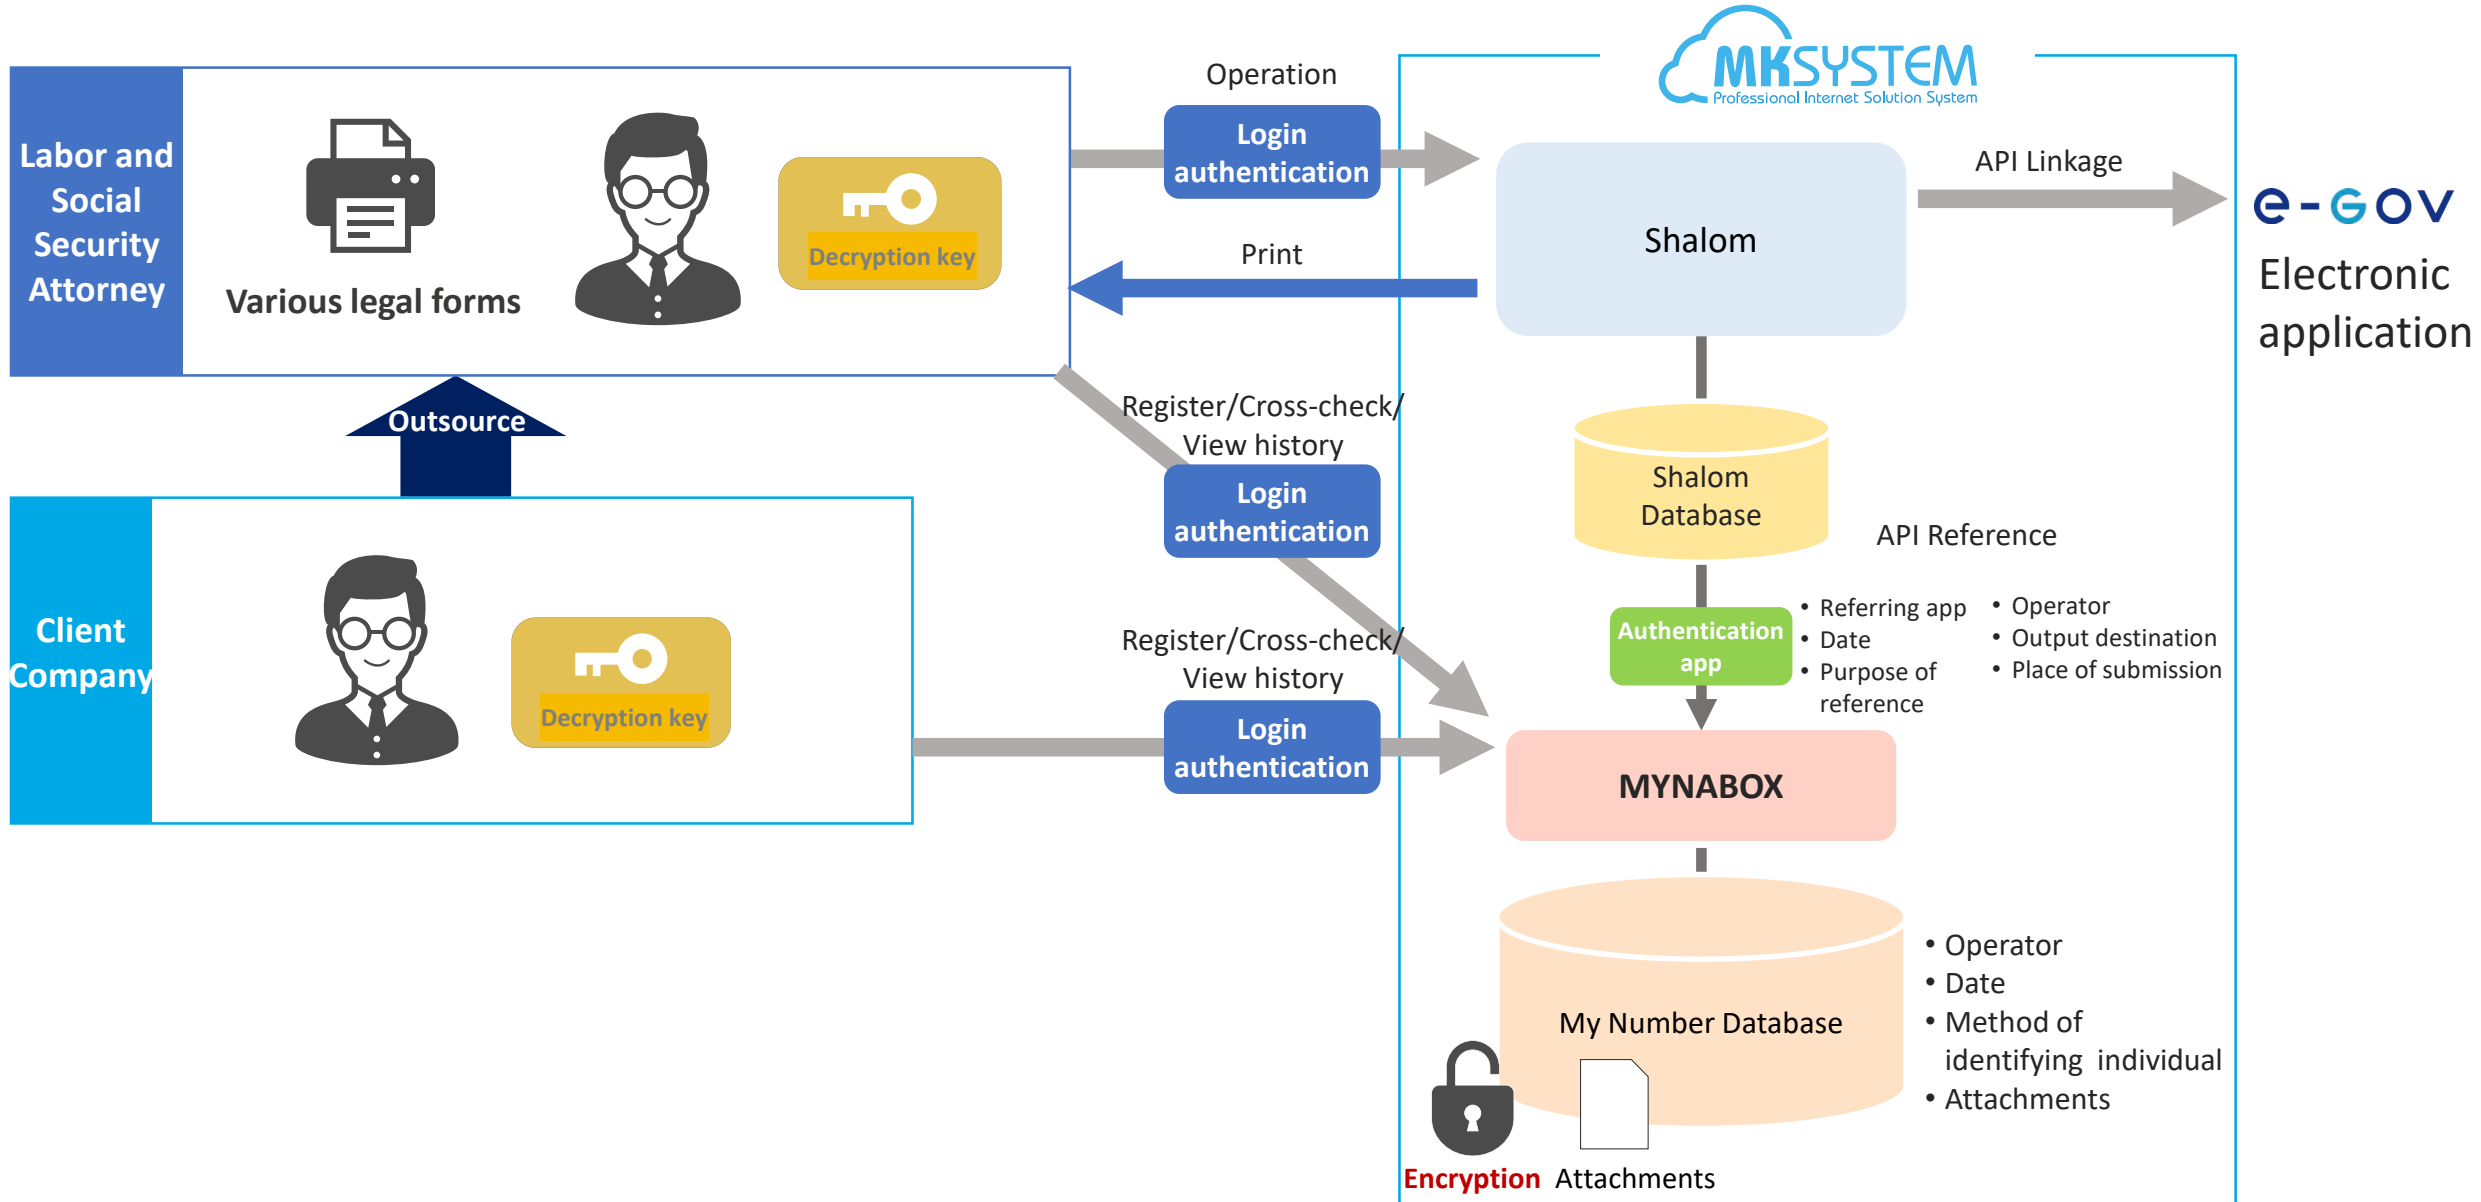 MKSYSTEM
Professional Internet Solution System
Labor and
Social
Security
Attorney
Various legal forms
Decryption key
Operation
Login
authentication
Print
Shalom
API Linkage
e-Gov
Electronic
application
Outsource
Register/Cross-check/
View history
Login
authentication
Shalom
Database
API Reference
Client
Company
Decryption key
Register/Cross-check/
View history
Login
authentication
Authentication
app
• Referring app
• Date
• Purpose of
reference
• Operator
• Output destination
• Place of submission
MYNABOX
My Number Database
• Operator
• Date
• Method of
identifying individual
• Attachments
Encryption
Attachments